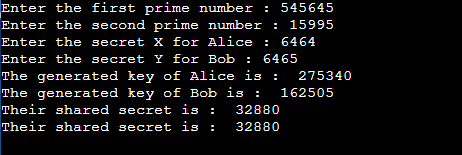 Enter the first prime number : 545645
Enter the second prime number : 15995
Enter the secret X for Alice : 6464
Enter the secret Y for Bob : 6465
The generated key of Alice is :  275340
The generated key of Bob is :  162505
Their shared secret is :  32880
Their shared secret is :  32880